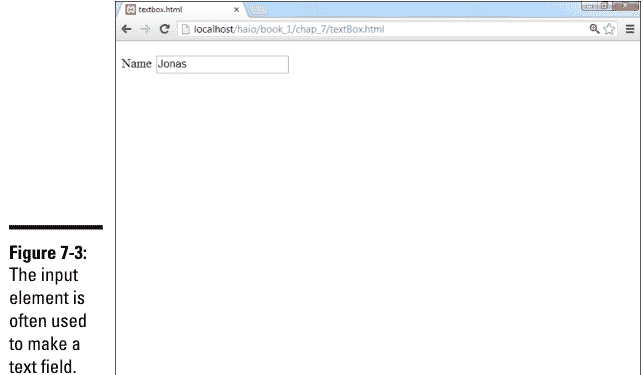 textbox.html
localhost/haio/book_1/chap_7/textBox.html
Name Jonas
Figure 7-3:
The input
element is
often used
to make a
text field.